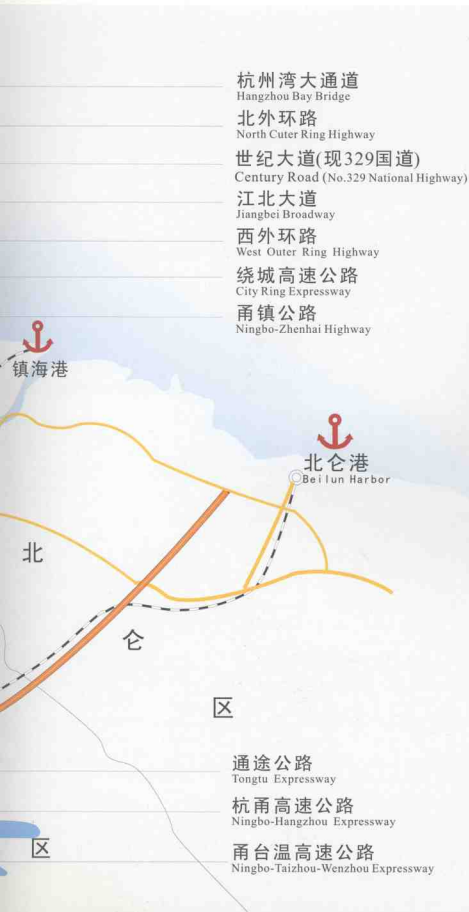 杭州湾大通道
Hangzhou Bay Bridge
北外环路
North Cuter Ring Highway
世纪大道(现329国道)
Century Road (No.329 National Highway)
江北大道
Jiangbei Broadway
西外环路
West Outer Ring Highway
绕城高速公路
City Ring Expressway
甬镇公路
Ningbo-Zhenhai Highway
镇海港
北仑港
Beilun Harbor
北
仑
区
通途公路
Tongtu Expressway
杭甬高速公路
Ningbo-Hangzhou Expressway
区
甬台温高速公路
Ningbo-Taizhou-Wenzhou Expressway